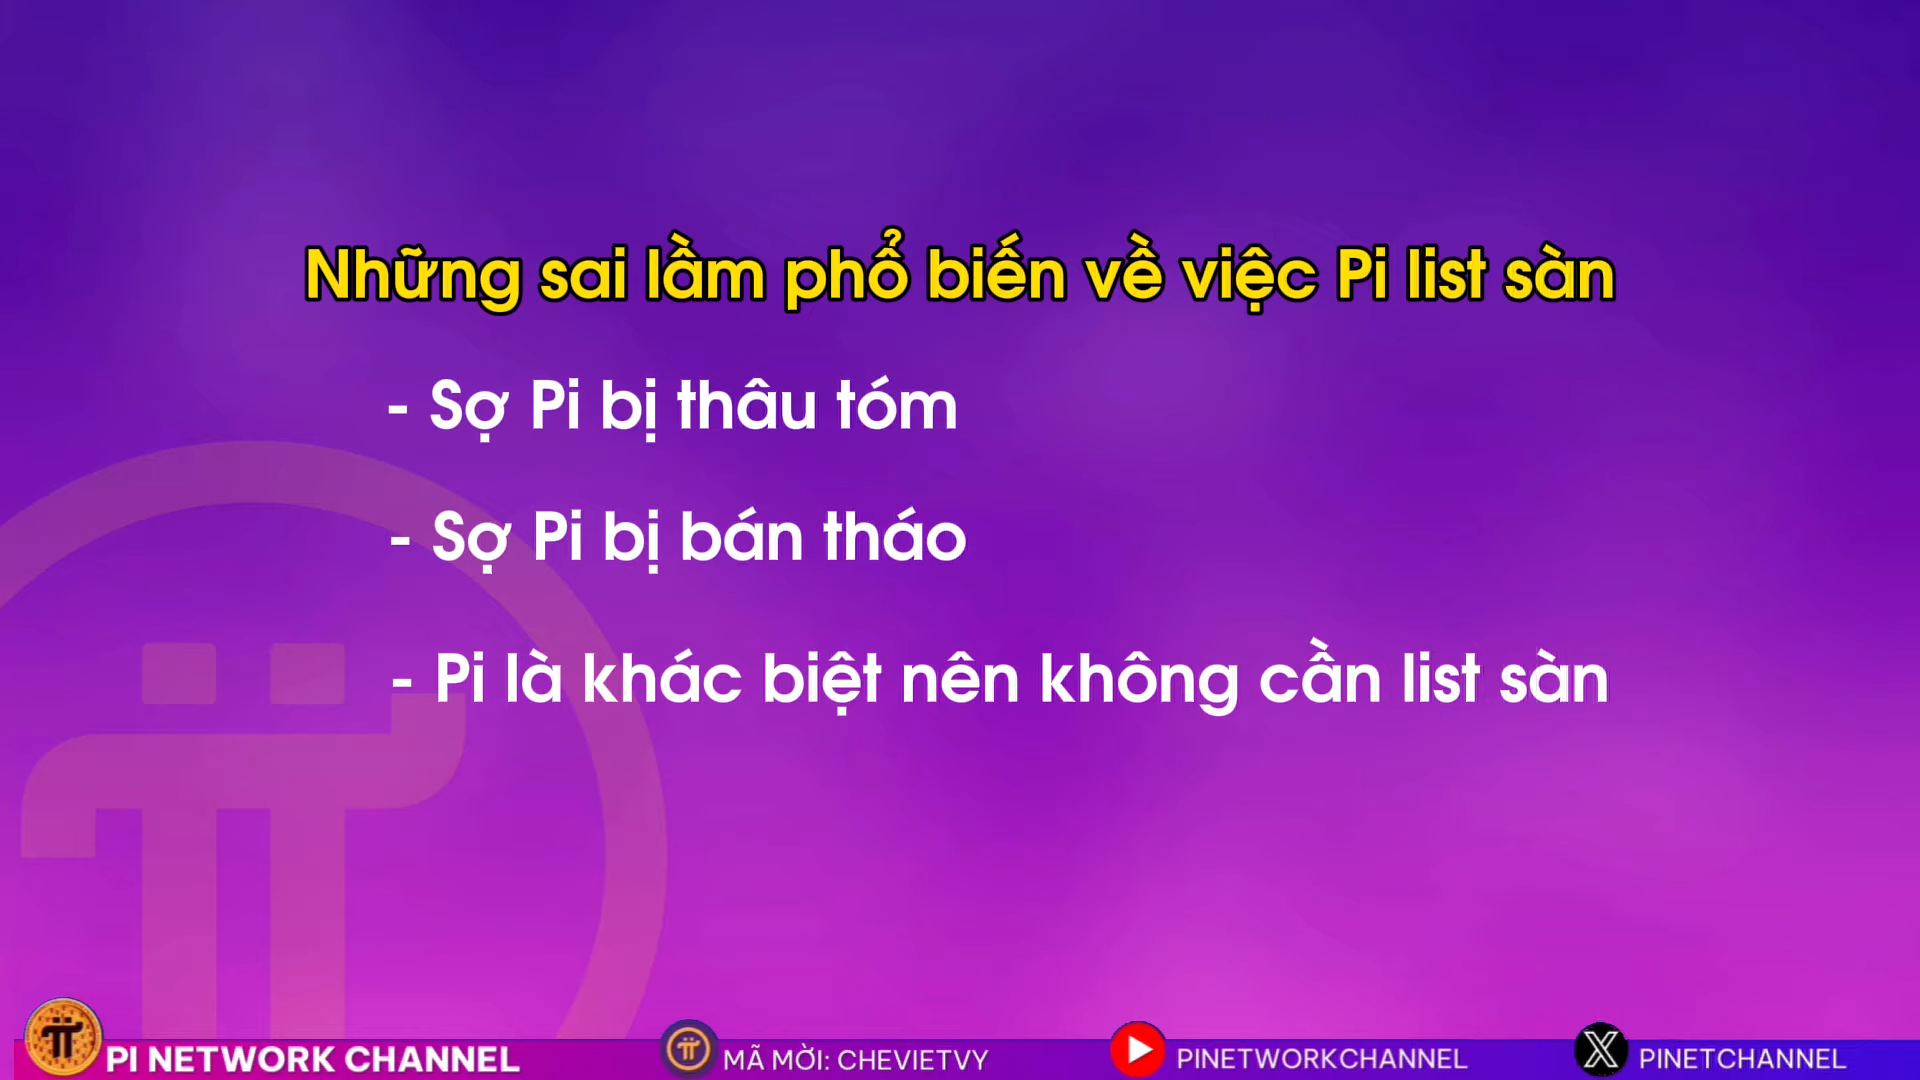 Những sai lầm phổ biến về việc Pi list sàn
- Sợ Pi bị thâu tóm
- Sợ Pi bị bán tháo
- Pi là khác biệt nên không cần list sàn
PI NETWORK CHANNEL
MÃ MỜI: CHEVIETVY
PINETWORKCHANNEL
PINETCHANNEL